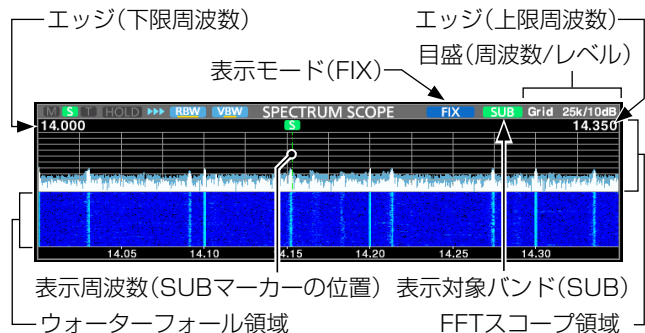 エッジ(下限周波数)
エッジ(上限周波数)
目盛(周波数/レベル)
表示モード(FIX)
M S T HOLD RBW VBW SPECTRUM SCOPE FIX SUB Grid 25k/10dB
14.000 S 14.350
14.05 14.10 14.15 14.20 14.25 14.30
表示周波数(SUBマーカーの位置) 表示対象バンド(SUB)
ウォーターフォール領域 FFTスコープ領域